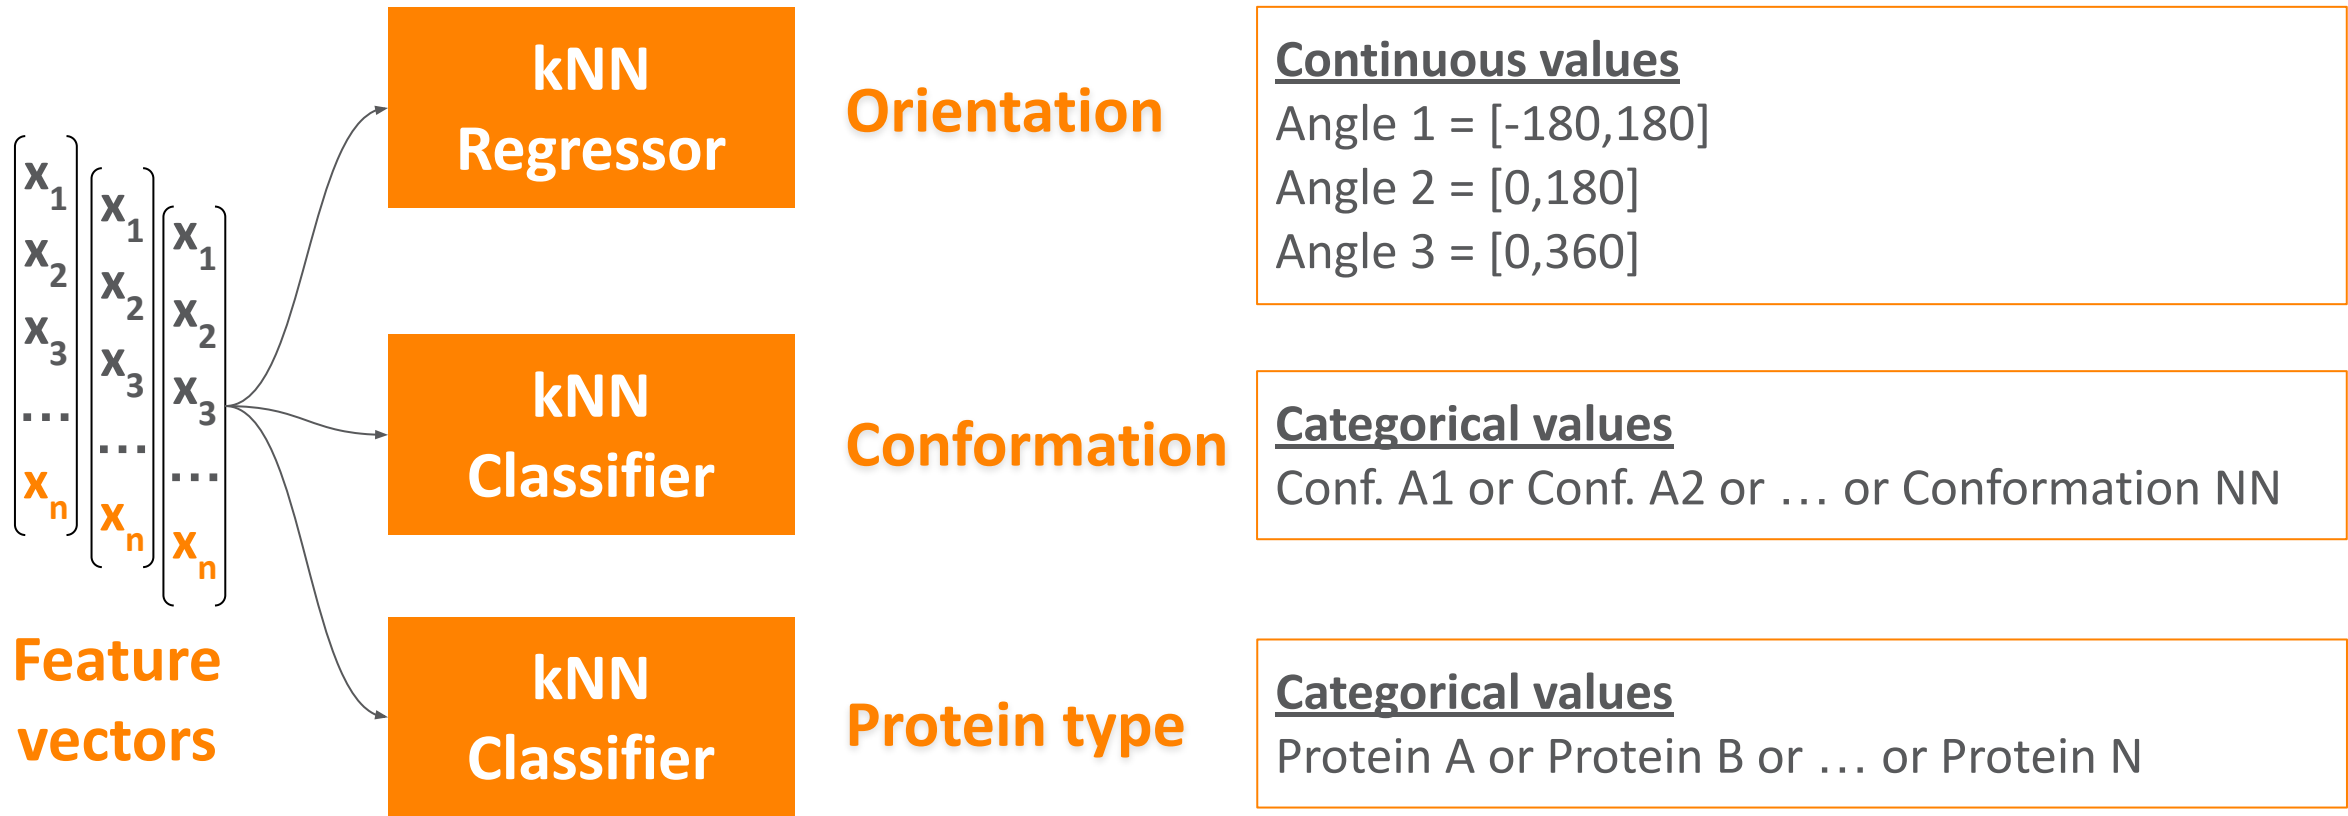 x1
x2
x3
...
xn
x1
x2
x3
...
xn
x1
x2
x3
...
xn
Feature
vectors
kNN
Regressor
Orientation
Continuous values
Angle 1 = [-180,180]
Angle 2 = [0,180]
Angle 3 = [0,360]
kNN
Classifier
Conformation
Categorical values
Conf. A1 or Conf. A2 or … or Conformation NN
kNN
Classifier
Protein type
Categorical values
Protein A or Protein B or … or Protein N